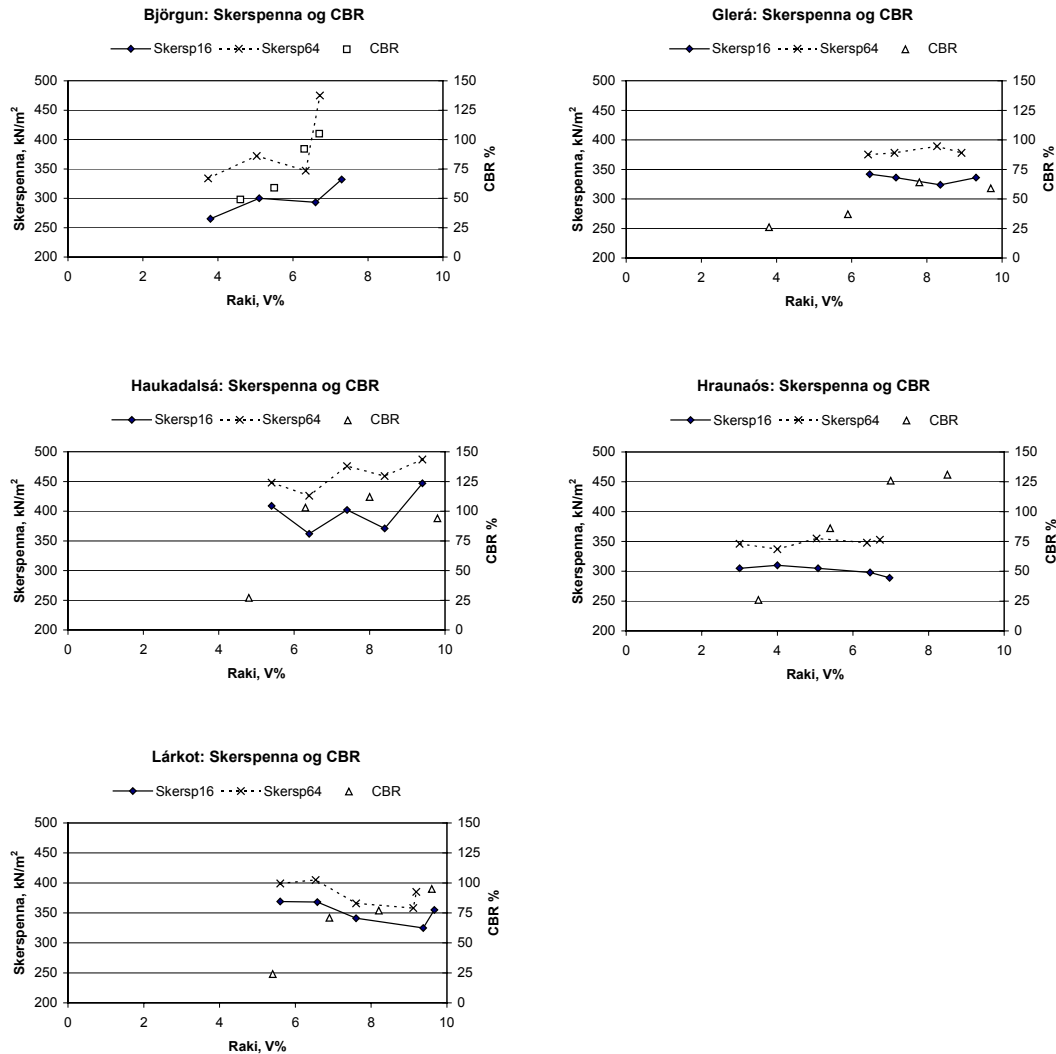 Björgun: Skerspenna og CBR
Skersp16 Skersp64 CBR
500
450
400
350
300
250
200
Skerspenna, kN/m²
150
125
100
75
50
25
0
CBR %
0 2 4 6 8 10
Raki, V%
Glerá: Skerspenna og CBR
Skersp16 Skersp64 CBR
500
450
400
350
300
250
200
Skerspenna, kN/m²
150
125
100
75
50
25
0
CBR %
0 2 4 6 8 10
Raki, V%
Haukadalsá: Skerspenna og CBR
Skersp16 Skersp64 CBR
500
450
400
350
300
250
200
Skerspenna, kN/m²
150
125
100
75
50
25
0
CBR %
0 2 4 6 8 10
Raki, V%
Hraunaós: Skerspenna og CBR
Skersp16 Skersp64 CBR
500
450
400
350
300
250
200
Skerspenna, kN/m²
150
125
100
75
50
25
0
CBR %
0 2 4 6 8 10
Raki, V%
Lárkot: Skerspenna og CBR
Skersp16 Skersp64 CBR
500
450
400
350
300
250
200
Skerspenna, kN/m²
150
125
100
75
50
25
0
CBR %
0 2 4 6 8 10
Raki, V%